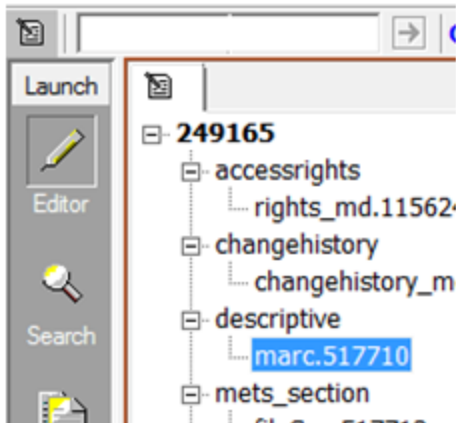 Launch
Editor
Search
249165
accessrights
rights_md.11562
changehistory
changehistory_m
descriptive
marc.517710
mets_section